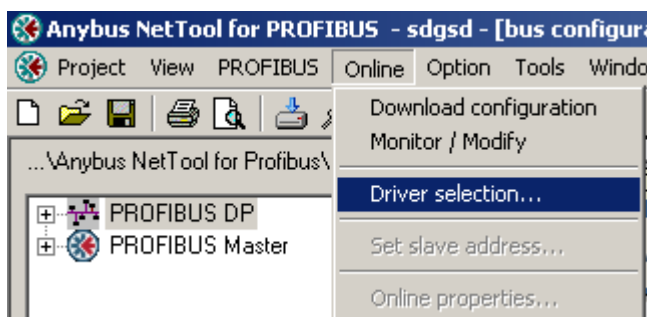 Anybus NetTool for PROFIBUS - sdgsd - [bus configura
Project View PROFIBUS Online Option Tools Windo
Download configuration
Monitor / Modify
...\Anybus NetTool for Profibus\
Driver selection...
PROFIBUS DP
PROFIBUS Master
Set slave address...
Online properties...